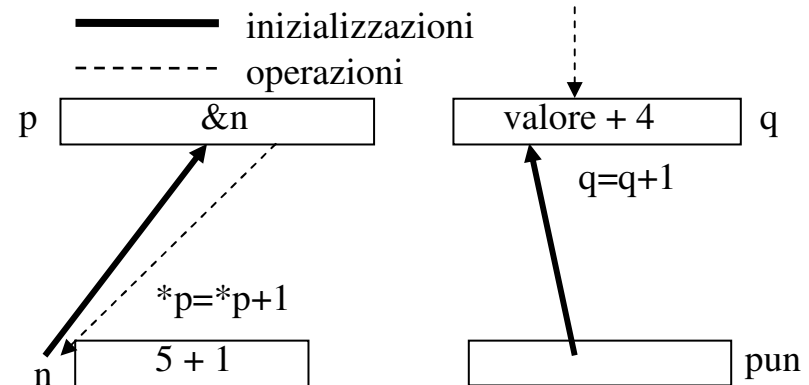 inizializzazioni
operazioni
p &n valore + 4 q
q=q+1
*p=*p+1
n 5 + 1 pun